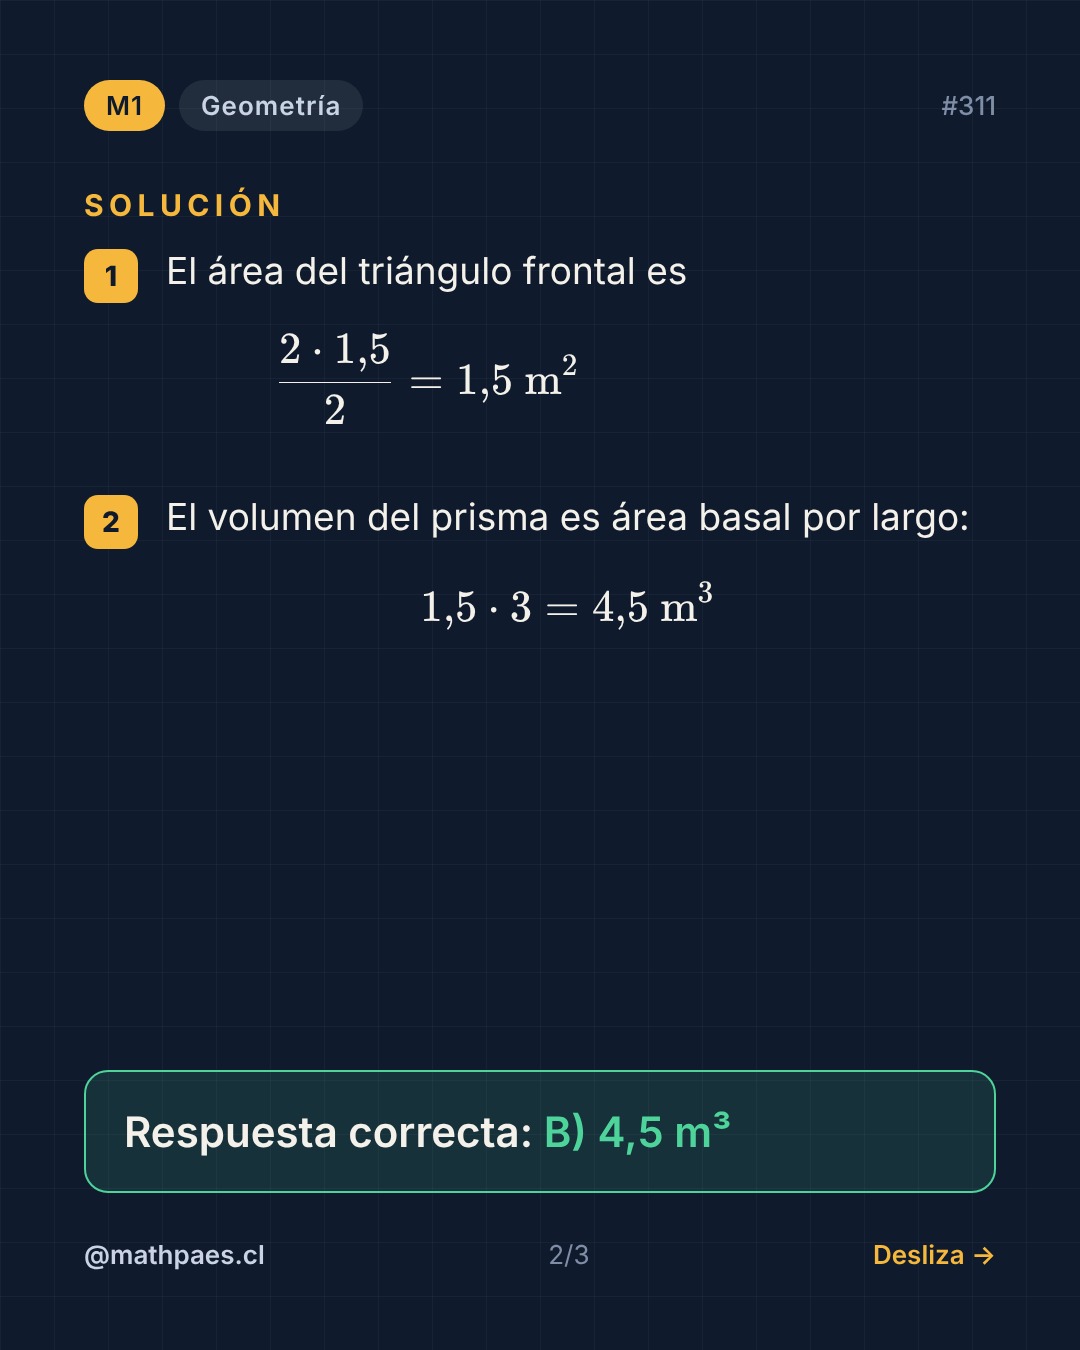 M1 Geometría #311
SOLUCIÓN
1 El área del triángulo frontal es
2 · 1,5
2
= 1,5 m²
2 El volumen del prisma es área basal por largo:
1,5 · 3 = 4,5 m³
Respuesta correcta: B) 4,5 m³
@mathpaes.cl 2/3 Desliza →